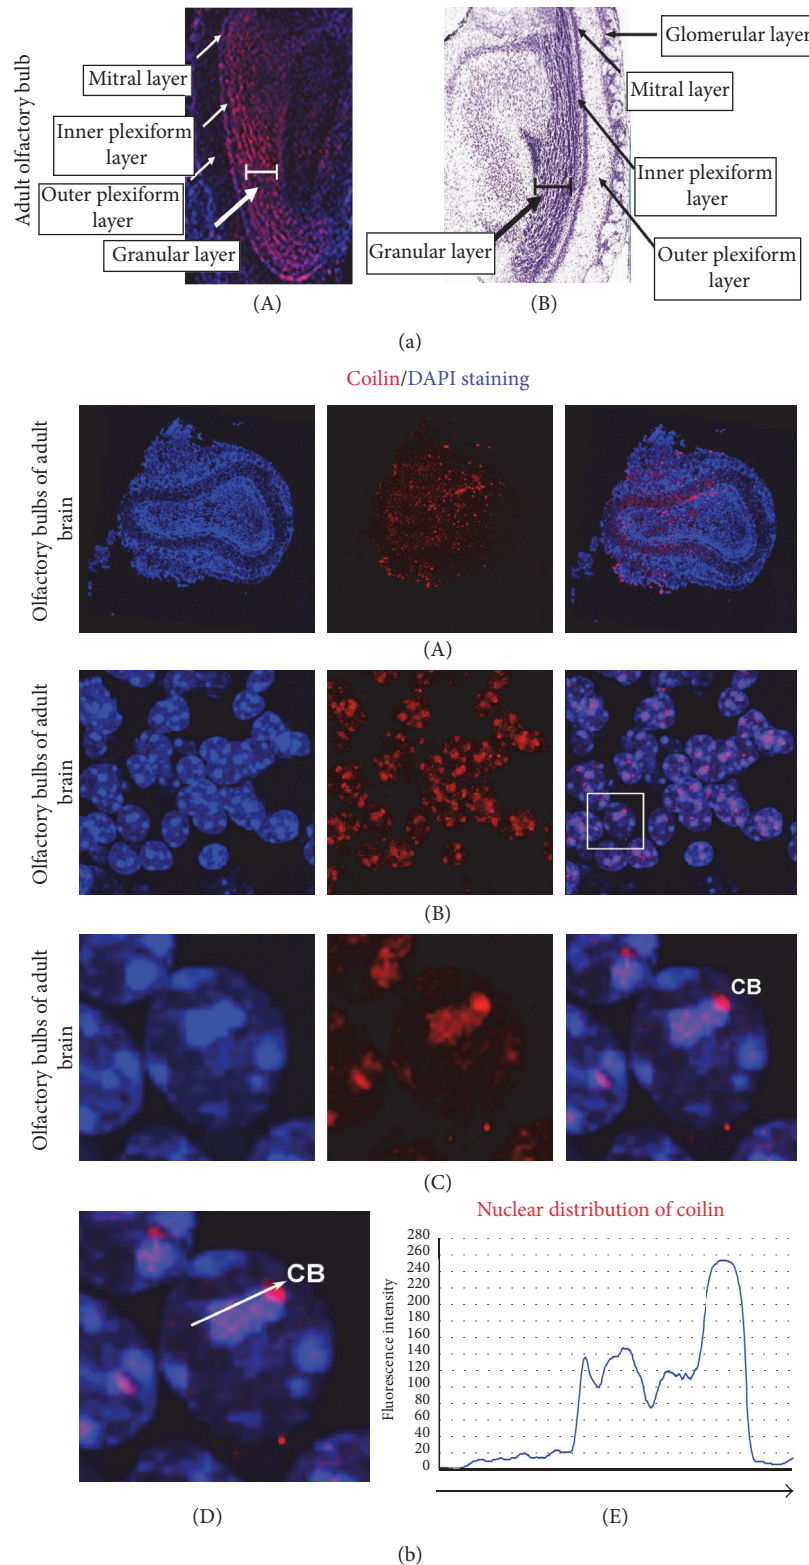 Adult olfactory bulb
Mitral layer
Inner plexiform
layer
Outer plexiform
layer
Granular layer
(A)
Glomerular layer
Mitral layer
Inner plexiform
layer
Granular layer
Outer plexiform
layer
(B)
(a)
Coilin/DAPI staining
Olfactory bulbs of adult
brain
(A)
Olfactory bulbs of adult
brain
(B)
Olfactory bulbs of adult
brain
CB
(C)
CB
(D)
Nuclear distribution of coilin
Fluorescence intensity
280
260
240
220
200
180
160
140
120
100
80
60
40
20
0
(E)
(b)